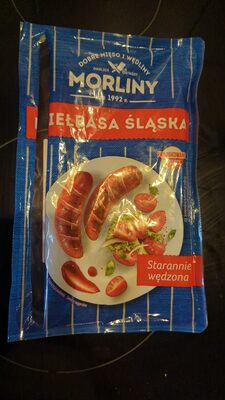 DOBRE MIĘSO I WĘDLINY
MORLINY
1992 r.
KIEŁBASA ŚLĄSKA
Starannie
wędzona